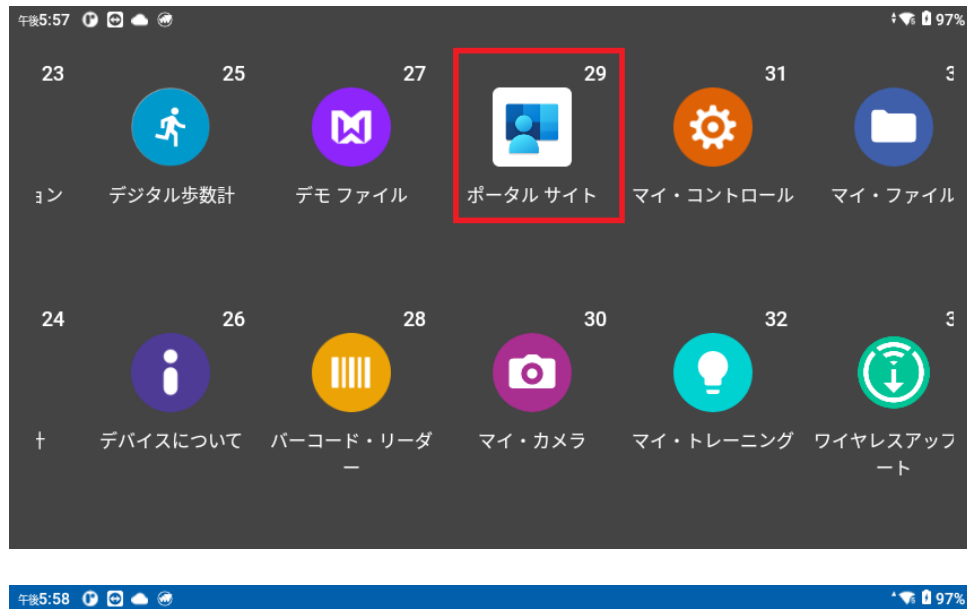 午後5:57 97%
23 25 27 29 31 3
ョン デジタル歩数計 デモ ファイル ポータル サイト マイ・コントロール マイ・ファイル
24 26 28 30 32 3
デバイスについて バーコード・リーダ マイ・カメラ マイ・トレーニング ワイヤレスアップ
ー ート
午後5:58 97%